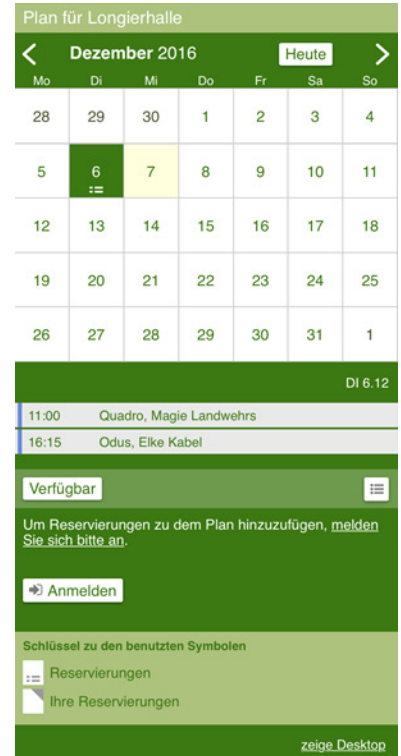 Plan für Longierhalle
Dezember 2016 Heute
Mo Di Mi Do Fr Sa So
28 29 30 1 2 3 4
5 6 7 8 9 10 11
12 13 14 15 16 17 18
19 20 21 22 23 24 25
26 27 28 29 30 31 1
DI 6.12
11:00 Quadro, Magie Landwehrs
16:15 Odus, Elke Kabel
Verfügbar
Um Reservierungen zu dem Plan hinzuzufügen, melden
Sie sich bitte an.
Anmelden
Schlüssel zu den benutzten Symbolen
Reservierungen
Ihre Reservierungen
zeige Desktop